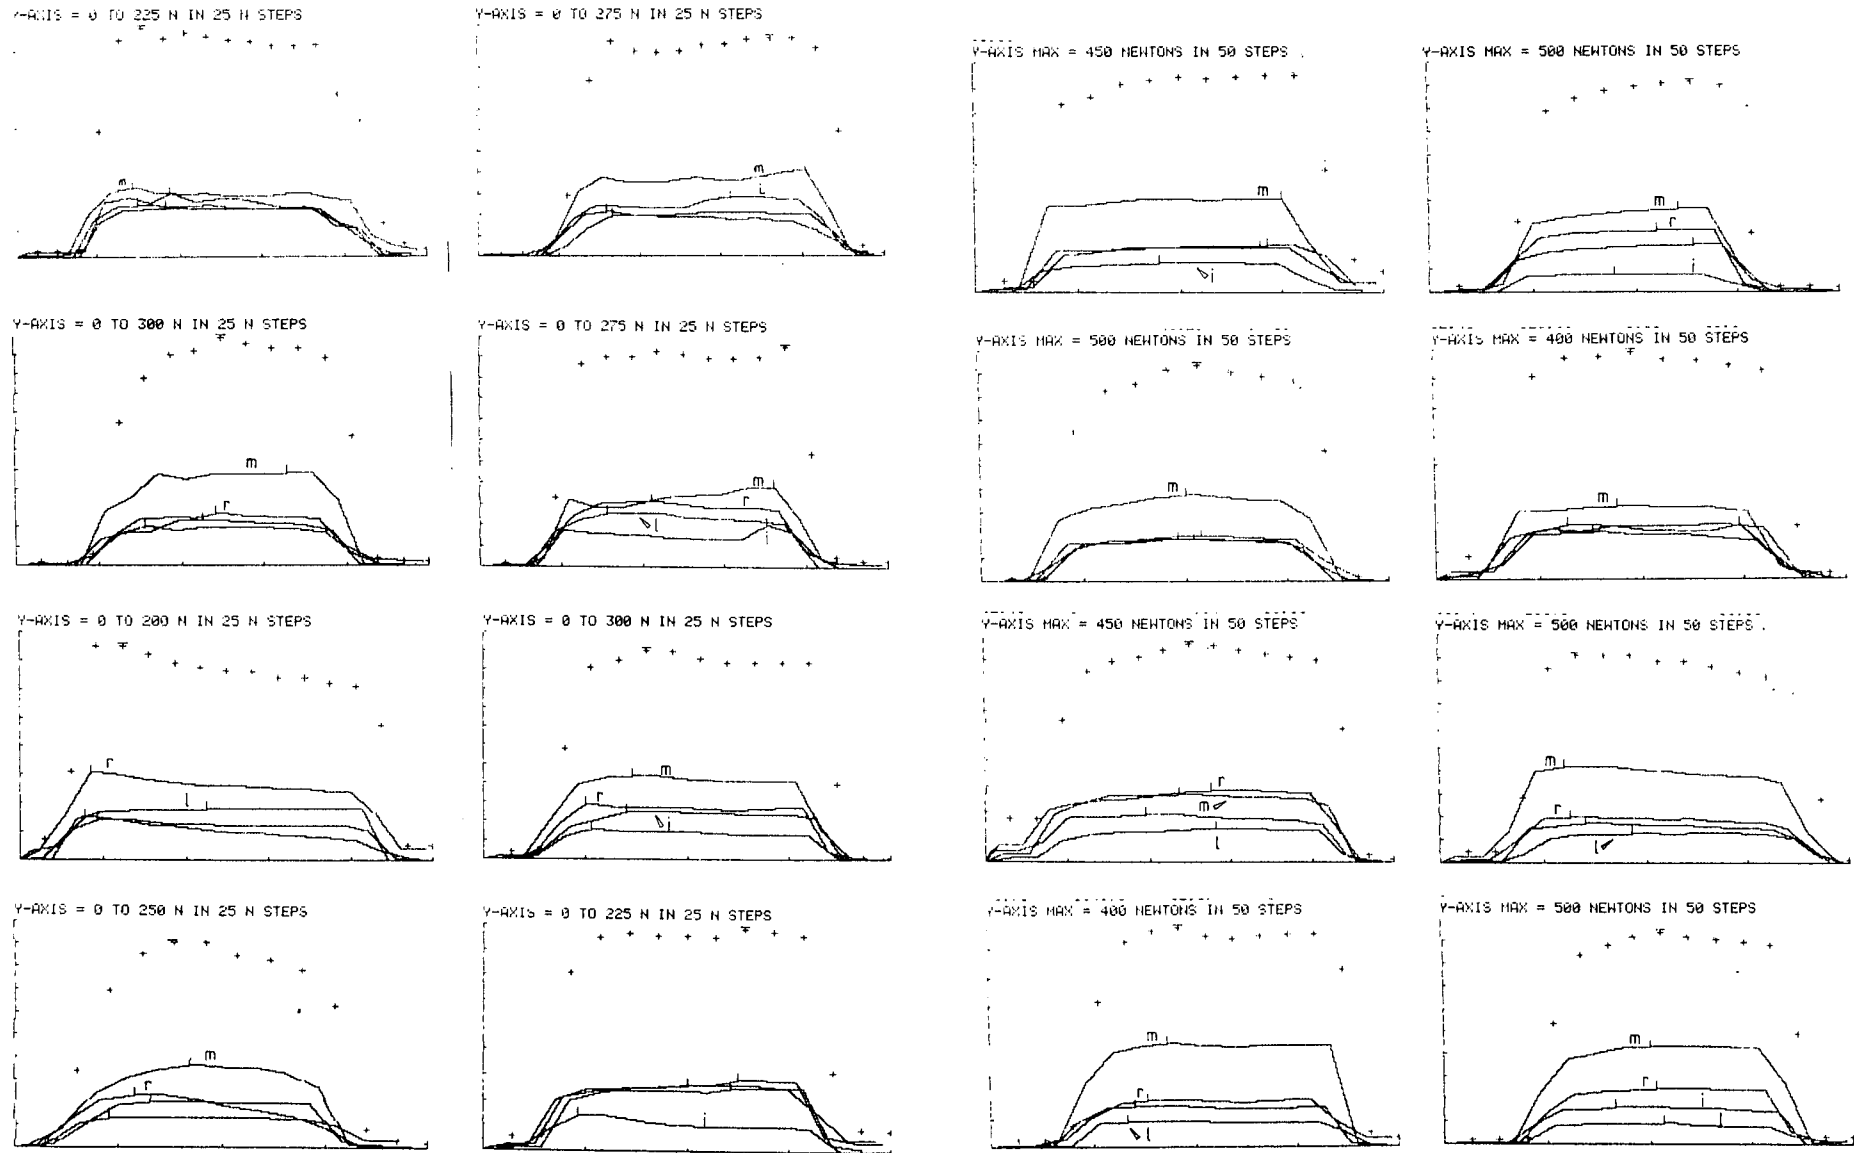 Y-AXIS = 0 TO 225 N IN 25 N STEPS
m
Y-AXIS = 0 TO 275 N IN 25 N STEPS
m
l
Y-AXIS MAX = 450 NEWTONS IN 50 STEPS
m
i
Y-AXIS MAX = 500 NEWTONS IN 50 STEPS
m
r
i
Y-AXIS = 0 TO 300 N IN 25 N STEPS
m
r
Y-AXIS = 0 TO 275 N IN 25 N STEPS
m
r
l
i
Y-AXIS MAX = 500 NEWTONS IN 50 STEPS
m
Y-AXIS MAX = 400 NEWTONS IN 50 STEPS
m
Y-AXIS = 0 TO 200 N IN 25 N STEPS
r
l
Y-AXIS = 0 TO 300 N IN 25 N STEPS
m
r
i
Y-AXIS MAX = 450 NEWTONS IN 50 STEPS
r
m
l
Y-AXIS MAX = 500 NEWTONS IN 50 STEPS
m
r
l
Y-AXIS = 0 TO 250 N IN 25 N STEPS
m
r
Y-AXIS = 0 TO 225 N IN 25 N STEPS
i
Y-AXIS MAX = 400 NEWTONS IN 50 STEPS
m
r
l
Y-AXIS MAX = 500 NEWTONS IN 50 STEPS
m
r
i
l